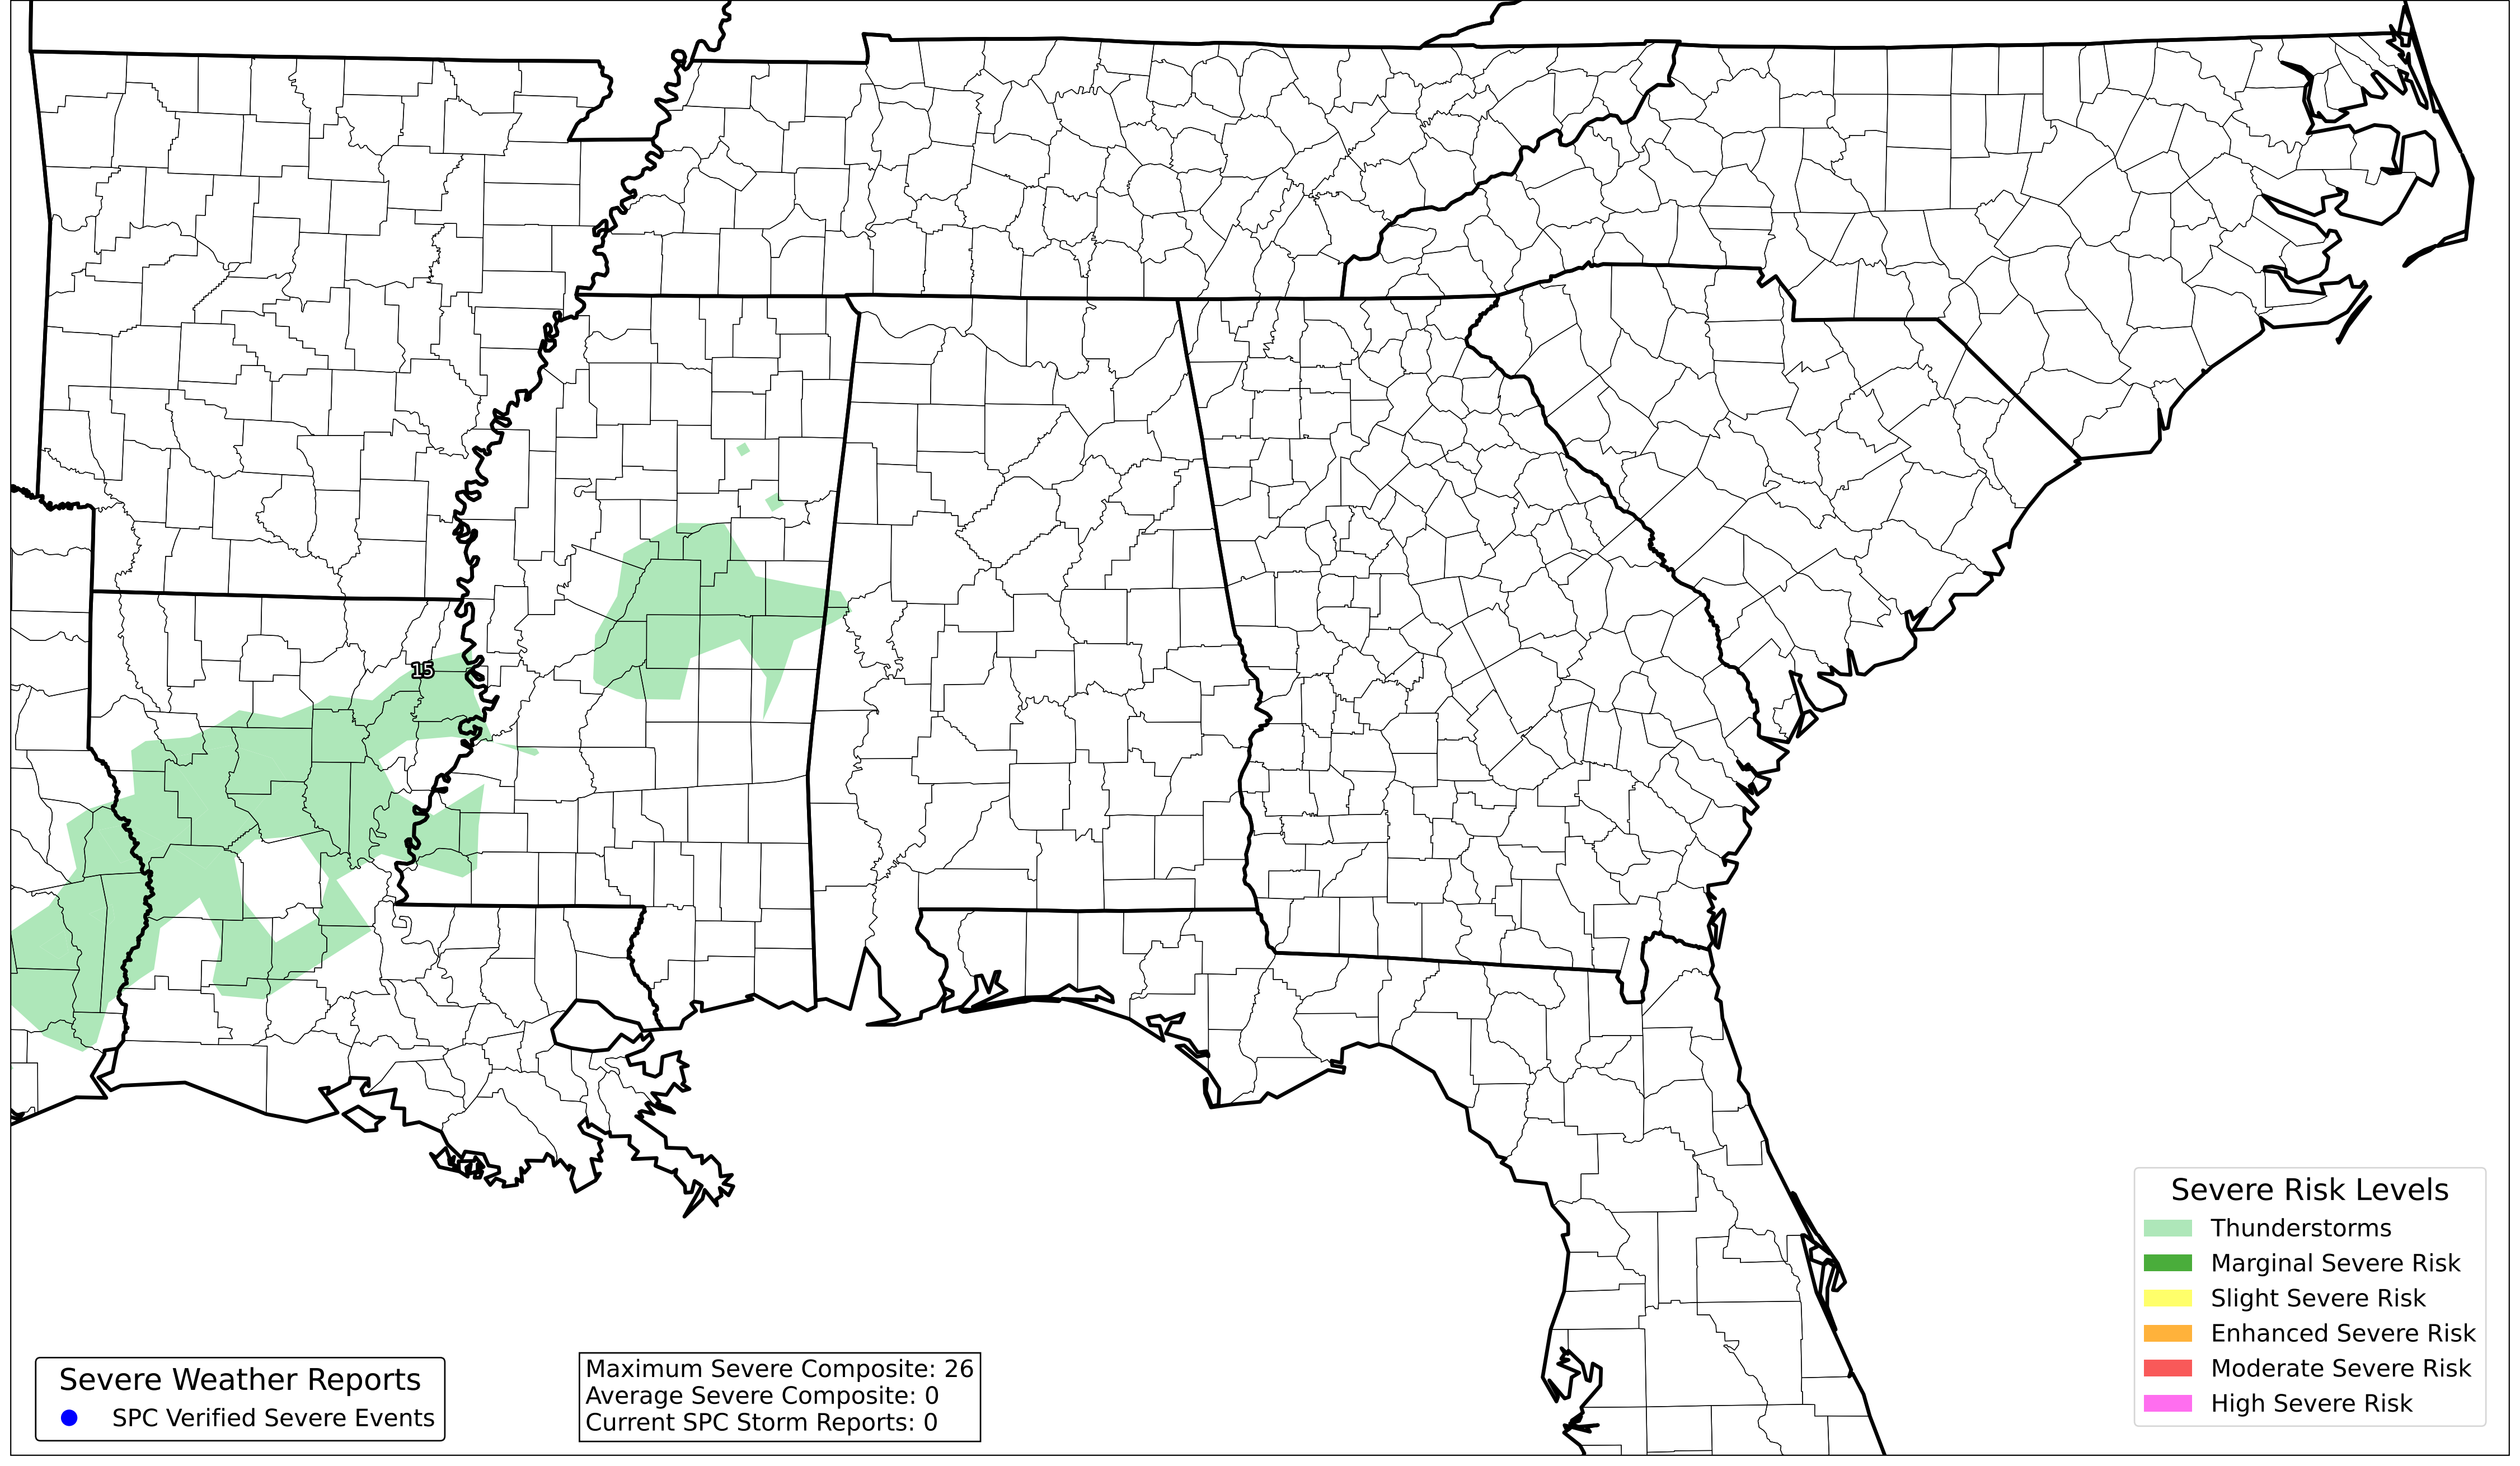 15
Severe Risk Levels
Thunderstorms
Marginal Severe Risk
Slight Severe Risk
Enhanced Severe Risk
Moderate Severe Risk
High Severe Risk
Severe Weather Reports
SPC Verified Severe Events
Maximum Severe Composite: 26
Average Severe Composite: 0
Current SPC Storm Reports: 0